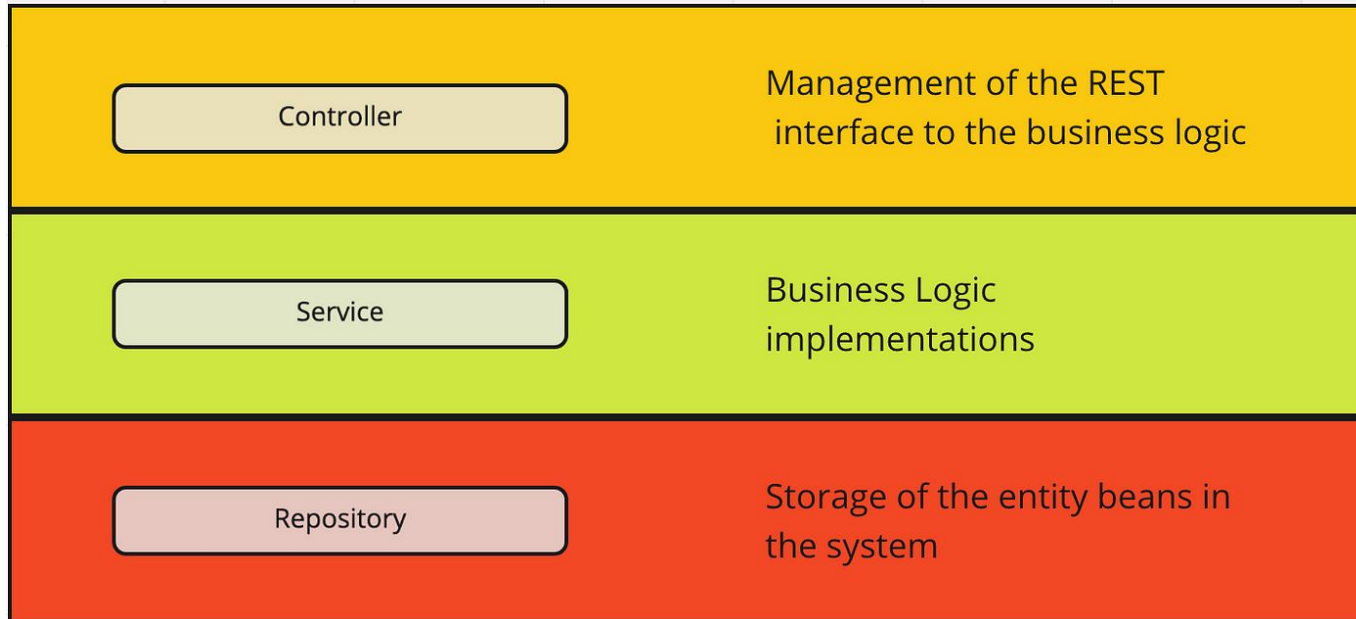 Controller
Management of the REST
interface to the business logic
Service
Business Logic
implementations
Repository
Storage of the entity beans in
the system